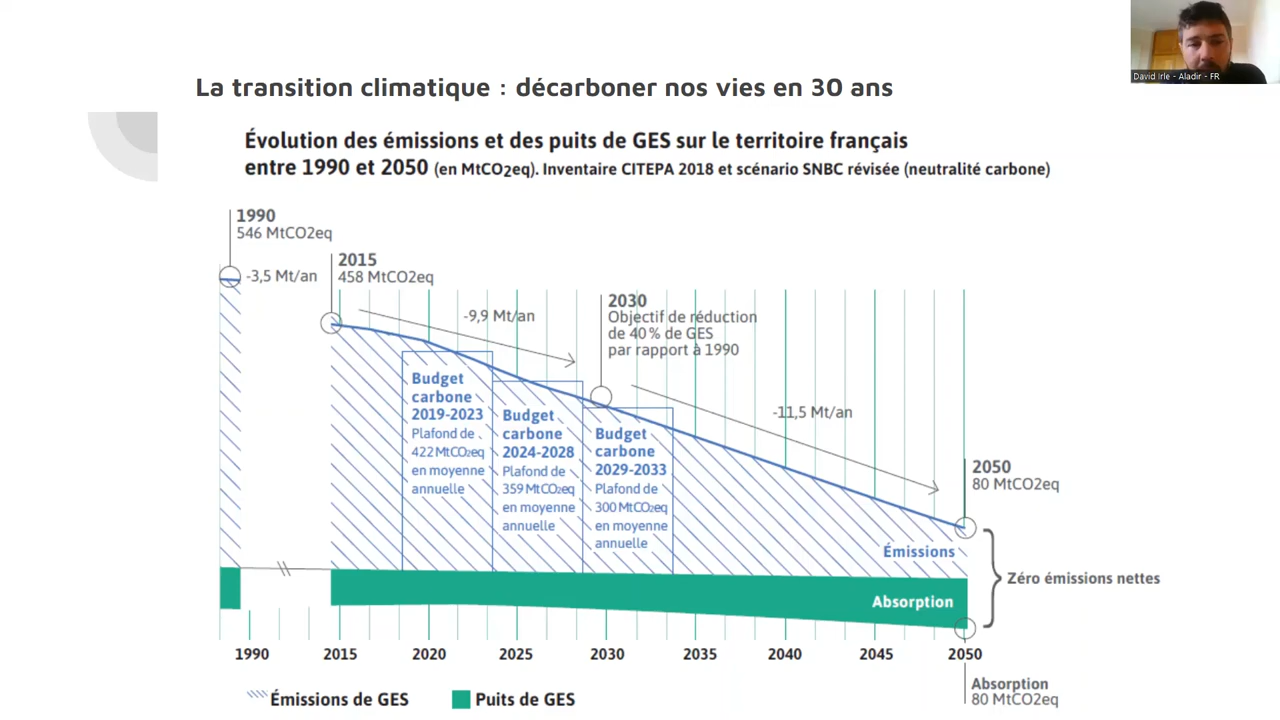 David Irle - Aladir - FR
La transition climatique : décarboner nos vies en 30 ans
Évolution des émissions et des puits de GES sur le territoire français
entre 1990 et 2050 (en MtCO2eq). Inventaire CITEPA 2018 et scénario SNBC révisée (neutralité carbone)
1990
546 MtCO2eq
-3,5 Mt/an
2015
458 MtCO2eq
-9,9 Mt/an
2030
Objectif de réduction
de 40 % de GES
par rapport à 1990
-11,5 Mt/an
Budget
carbone
2019-2023
Plafond de
422 MtCO2eq
en moyenne
annuelle
Budget
carbone
2024-2028
Plafond de
359 MtCO2eq
en moyenne
annuelle
Budget
carbone
2029-2033
Plafond de
300 MtCO2eq
en moyenne
annuelle
2050
80 MtCO2eq
Émissions
Zéro émissions nettes
Absorption
1990 2015 2020 2025 2030 2035 2040 2045 2050
Absorption
80 MtCO2eq
Émissions de GES
Puits de GES